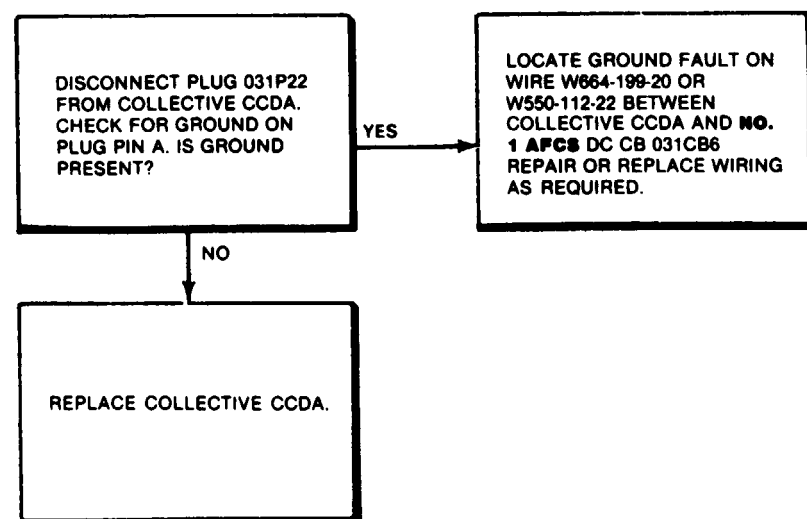 DISCONNECT PLUG 031P22
FROM COLLECTIVE CCDA.
CHECK FOR GROUND ON
PLUG PIN A. IS GROUND
PRESENT?
YES
LOCATE GROUND FAULT ON
WIRE W664-199-20 OR
W550-112-22 BETWEEN
COLLECTIVE CCDA AND NO.
1 AFCS DC CB 031CB6
REPAIR OR REPLACE WIRING
AS REQUIRED.
NO
REPLACE COLLECTIVE CCDA.